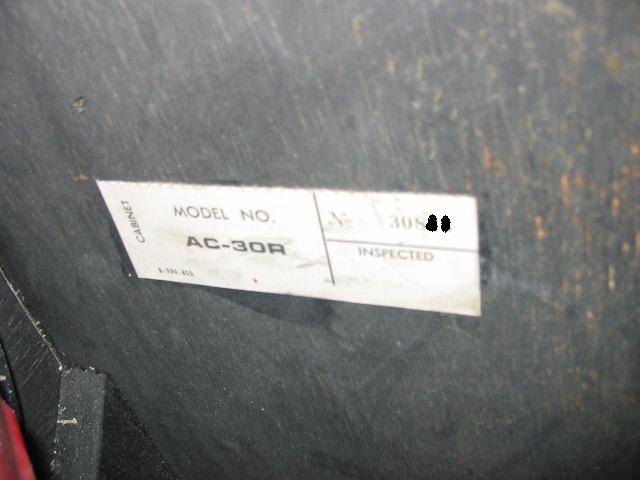 CABINET
MODEL NO.
AC-30R
№ 308
INSPECTED